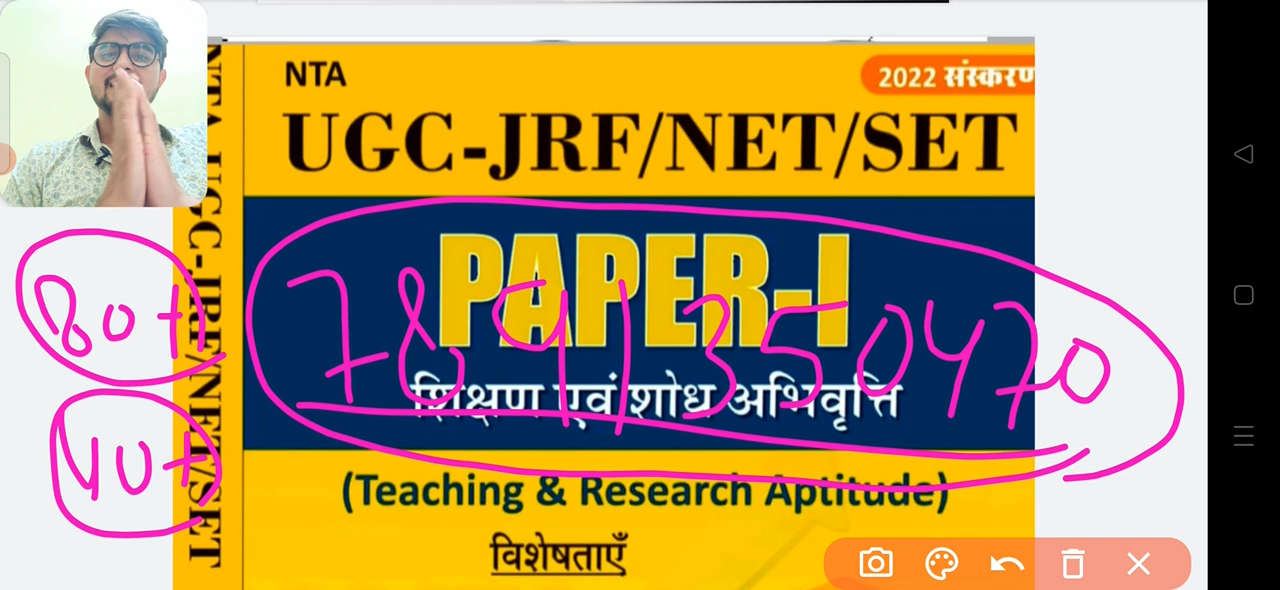 NTA
2022 संस्करण
UGC-JRF/NET/SET
PAPER-I
7891350470
शिक्षण एवं शोध अभिवृत्ति
(Teaching & Research Aptitude)
विशेषताएँ
80+
40+
NTA UGC-JRF/NET/SET